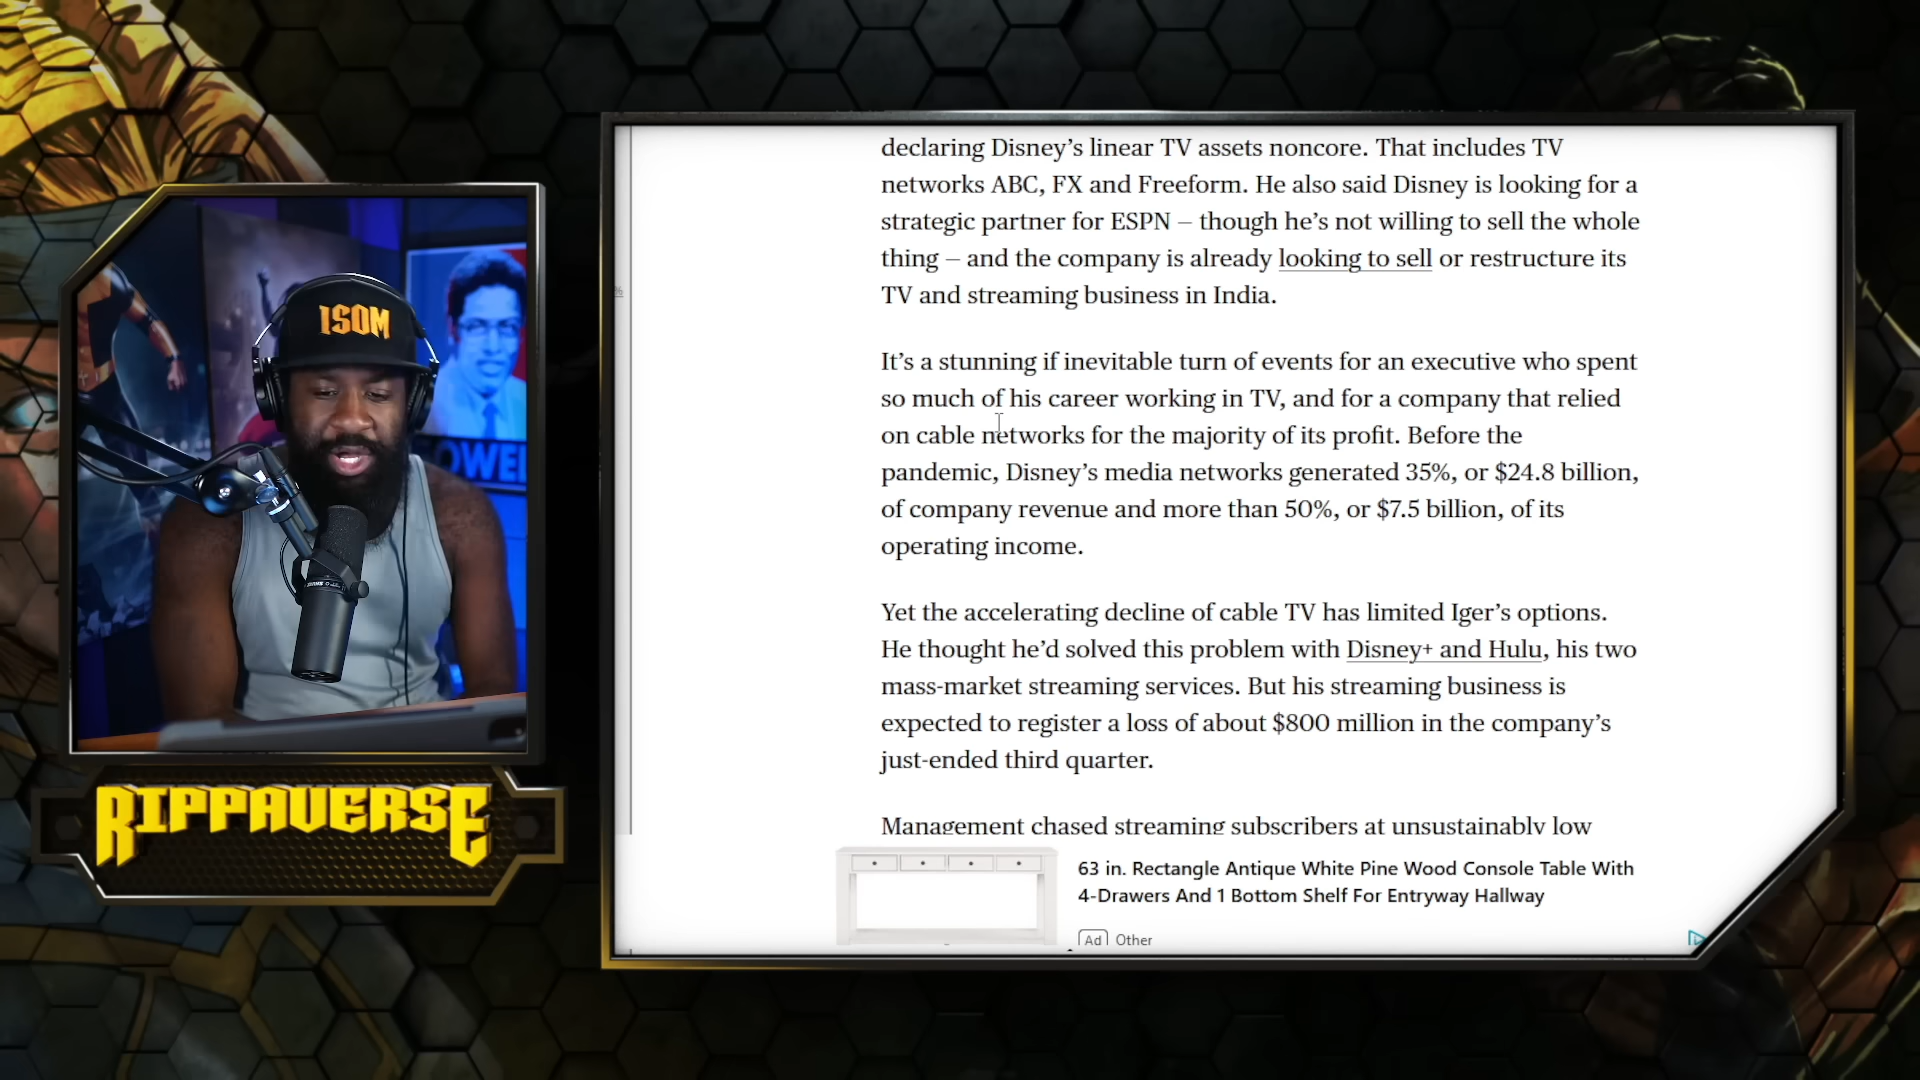 declaring Disney's linear TV assets noncore. That includes TV
networks ABC, FX and Freeform. He also said Disney is looking for a
strategic partner for ESPN – though he's not willing to sell the whole
thing – and the company is already looking to sell or restructure its
TV and streaming business in India.
It's a stunning if inevitable turn of events for an executive who spent
so much of his career working in TV, and for a company that relied
on cable networks for the majority of its profit. Before the
pandemic, Disney's media networks generated 35%, or $24.8 billion,
of company revenue and more than 50%, or $7.5 billion, of its
operating income.
Yet the accelerating decline of cable TV has limited Iger's options.
He thought he'd solved this problem with Disney+ and Hulu, his two
mass-market streaming services. But his streaming business is
expected to register a loss of about $800 million in the company's
just-ended third quarter.
Management chased streaming subscribers at unsustainably low
63 in. Rectangle Antique White Pine Wood Console Table With
4-Drawers And 1 Bottom Shelf For Entryway Hallway
Ad Other
%
ISOM
OWEL
RIPPAVERSE